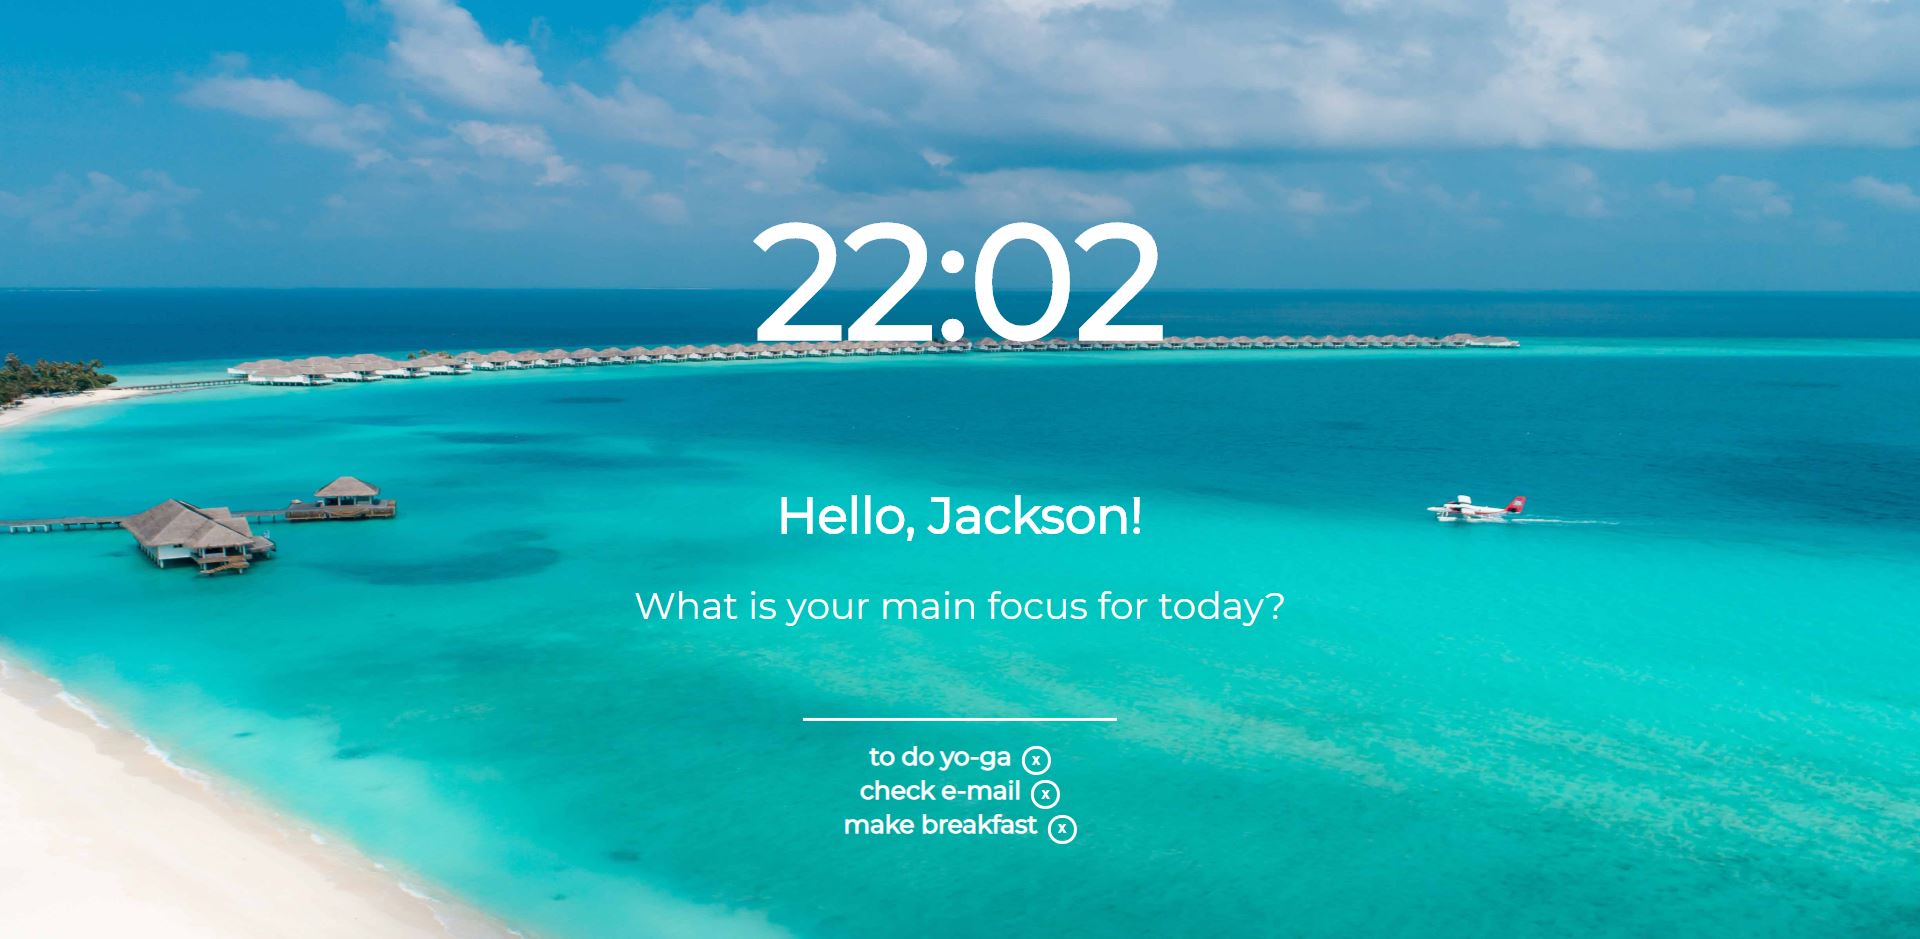 22:02
Hello, Jackson!
What is your main focus for today?
to do yo-ga x
check e-mail x
make breakfast x